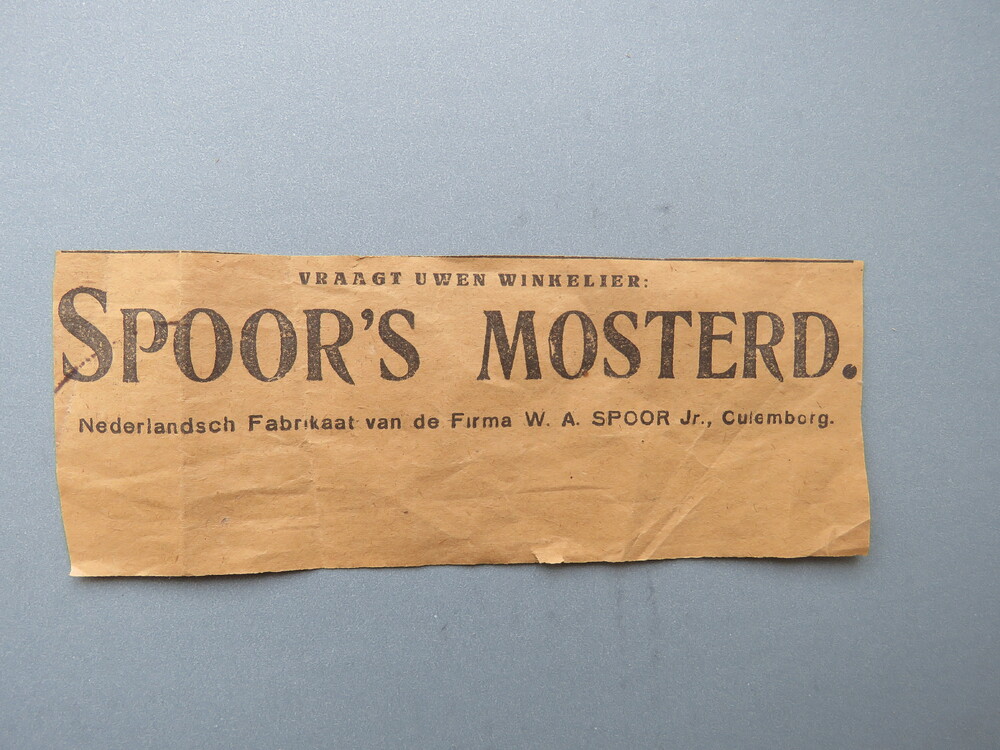 VRAAGT UWEN WINKELIER:
SPOOR'S MOSTERD.
Nederlandsch Fabrikaat van de Firma W. A. SPOOR Jr., Culemborg.